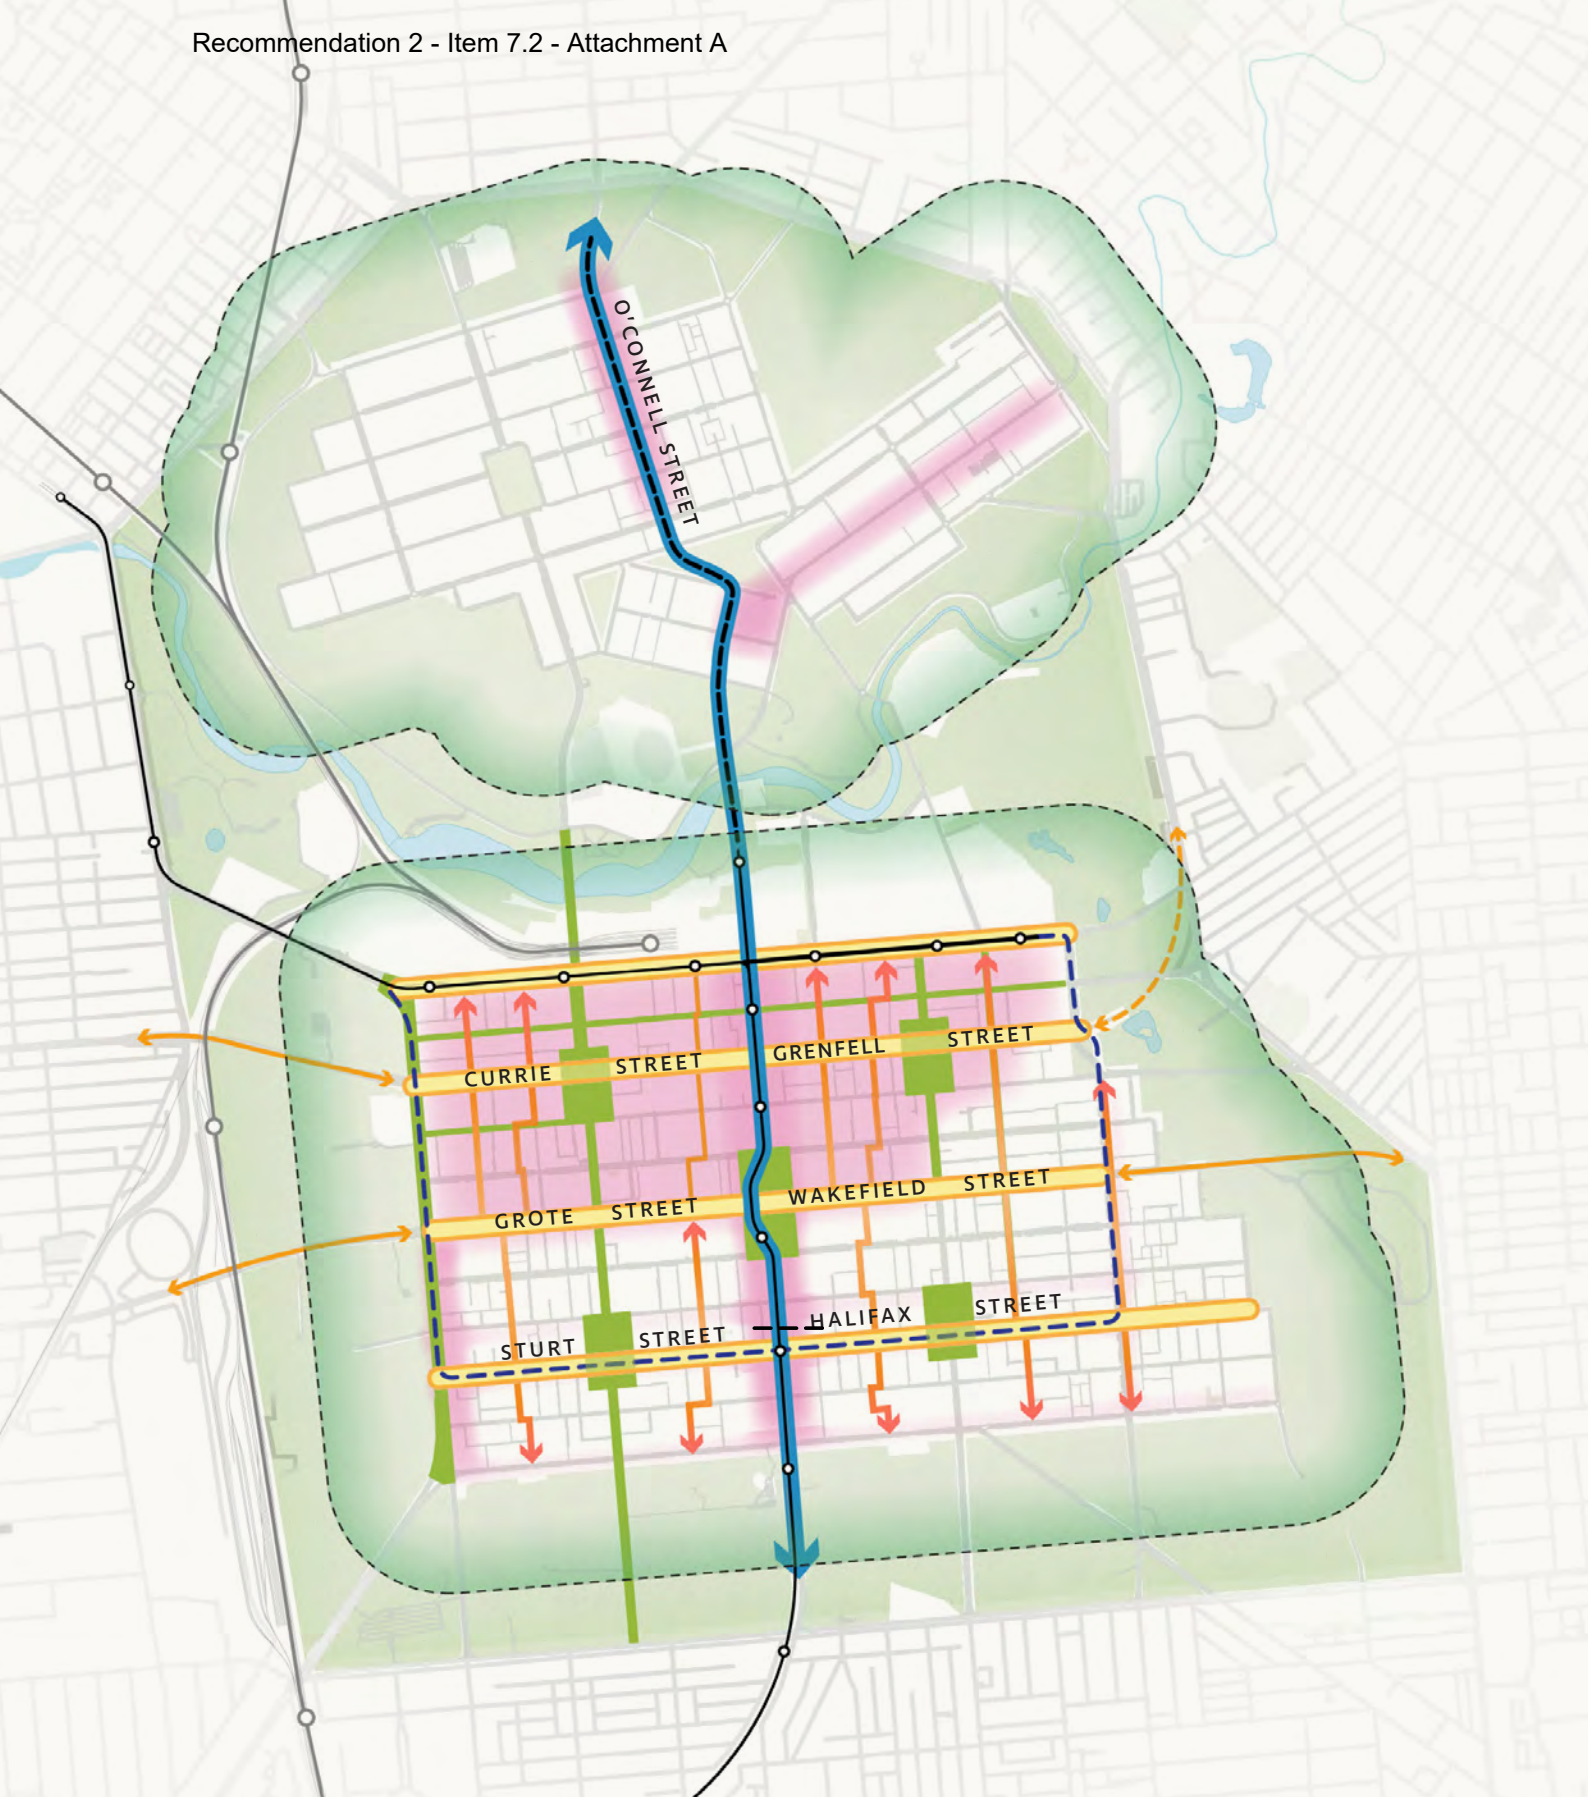 Recommendation 2 - Item 7.2 - Attachment A
O'CONNELL STREET
CURRIE STREET
GRENFELL STREET
GROTE STREET
WAKEFIELD STREET
STURT STREET
HALIFAX STREET